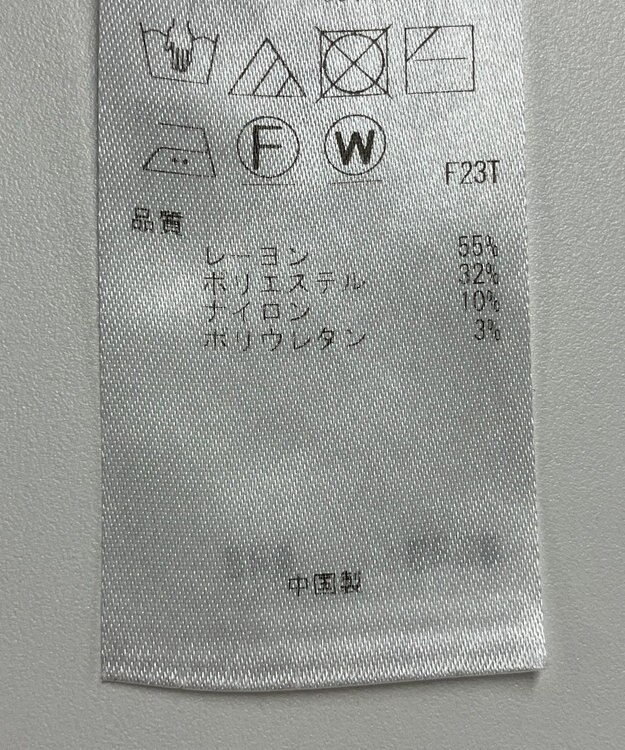 F
W
F23T
品質
レーヨン 55%
ポリエステル 32%
ナイロン 10%
ポリウレタン 3%
中国製